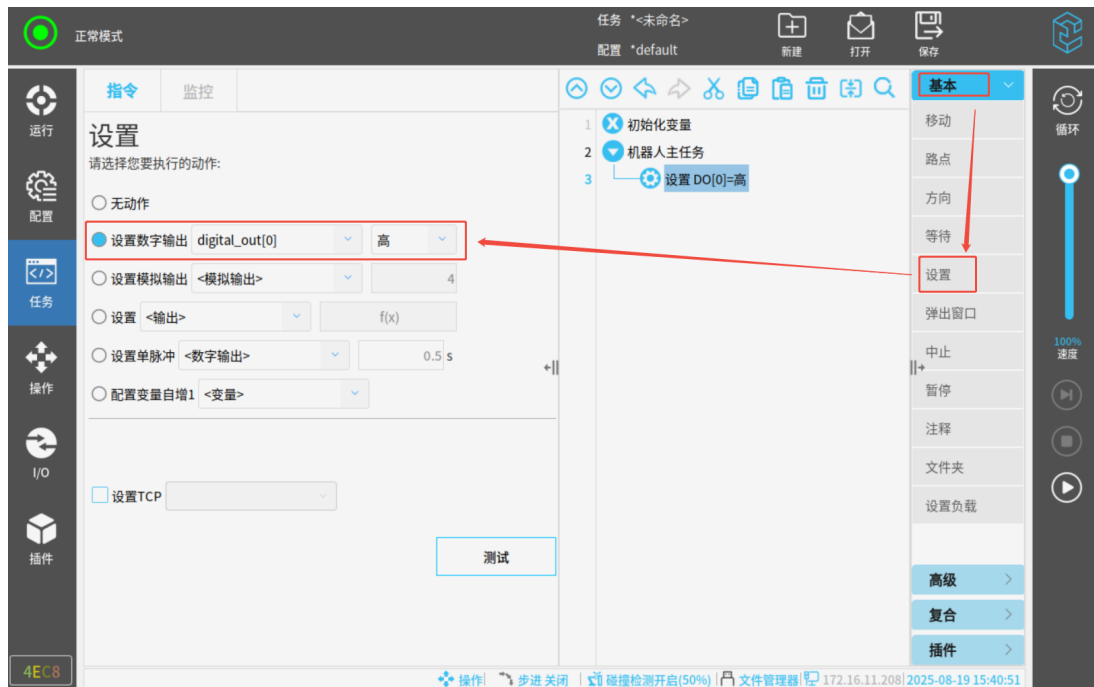 正常模式
任务 *<未命名>
配置 *default
新建
打开
保存
运行
配置
任务
操作
I/O
插件
4EC8
指令
监控
设置
请选择您要执行的动作:
无动作
设置数字输出 digital_out[0] 高
设置模拟输出 <模拟输出> 4
设置 <输出> f(x)
设置单脉冲 <数字输出> 0.5 s
配置变量自增1 <变量>
设置TCP
测试
1 初始化变量
2 机器人主任务
3 设置 DO[0]=高
基本
移动
路点
方向
等待
设置
弹出窗口
中止
暂停
注释
文件夹
设置负载
高级
复合
插件
循环
100%
速度
操作 步进 关闭 碰撞检测开启(50%) 文件管理器 172.16.11.208 2025-08-19 15:40:51